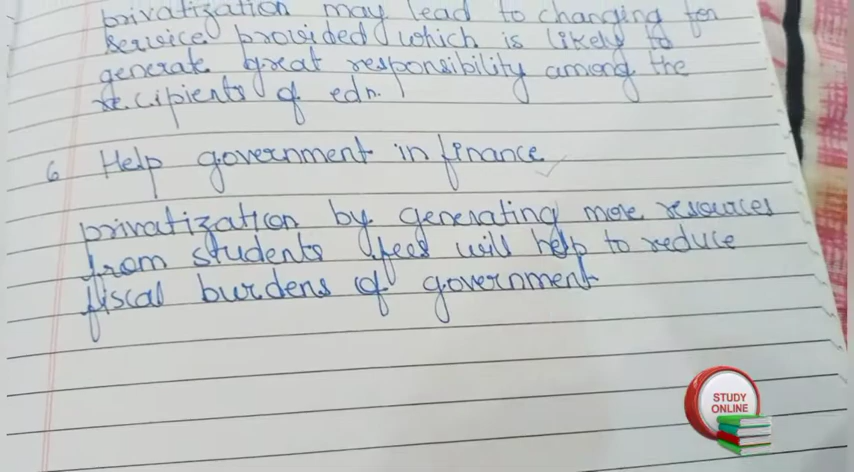 privatization may lead to changing for
service provided which is likely to
generate great responsibility among the
recipients of edn.
6 Help government in finance
privatization by generating more resources
from students fees will help to reduce
fiscal burdens of government
STUDY
ONLINE